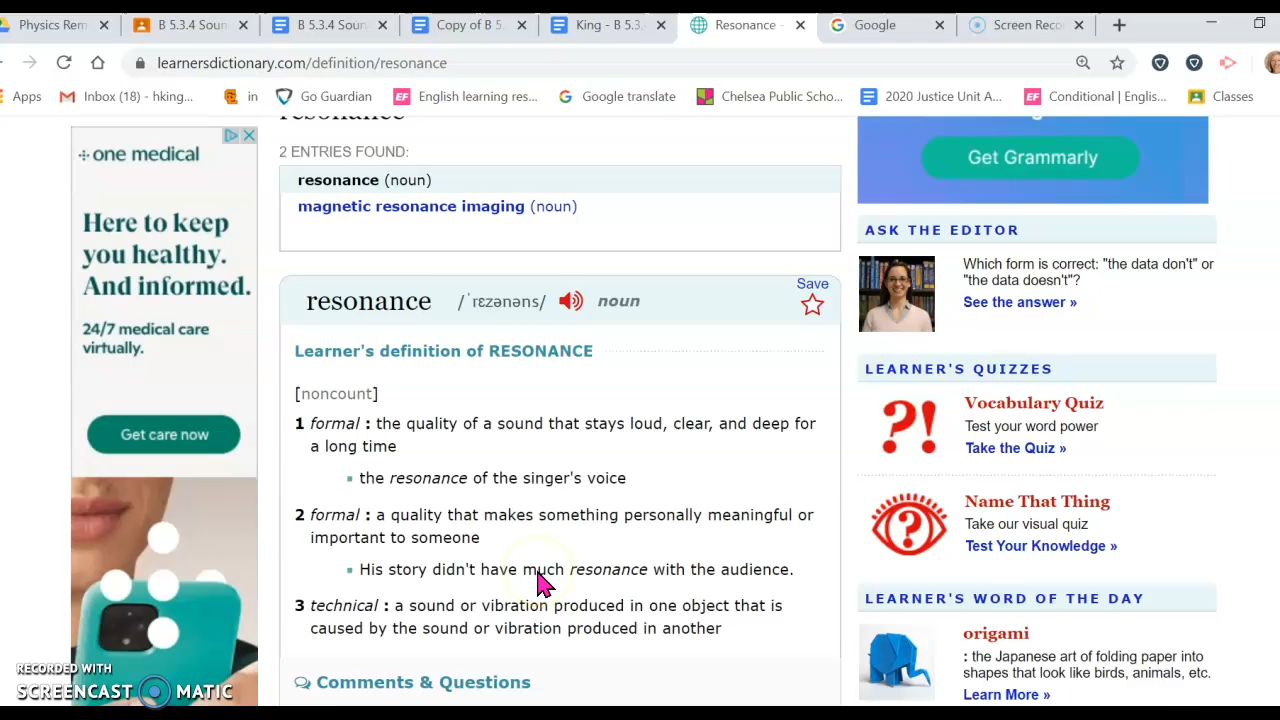 Physics Rem
B 5.3.4 Soun
B 5.3.4 Soun
Copy of B 5.
King - B 5.3
Resonance -
Google
Screen Reco
learnersdictionary.com/definition/resonance
Apps
Inbox (18) - hking...
in
Go Guardian
EF English learning res...
Google translate
Chelsea Public Scho...
2020 Justice Unit A...
EF Conditional | Englis...
Classes
one medical
Here to keep
you healthy.
And informed.
24/7 medical care
virtually.
Get care now
RECORDED WITH
SCREENCAST MATIC
resonance
2 ENTRIES FOUND:
resonance (noun)
magnetic resonance imaging (noun)
Save
resonance /ˈrɛzənəns/ noun
Learner's definition of RESONANCE
[noncount]
1 formal : the quality of a sound that stays loud, clear, and deep for
a long time
the resonance of the singer's voice
2 formal : a quality that makes something personally meaningful or
important to someone
His story didn't have much resonance with the audience.
3 technical : a sound or vibration produced in one object that is
caused by the sound or vibration produced in another
Comments & Questions
Get Grammarly
ASK THE EDITOR
Which form is correct: "the data don't" or
"the data doesn't"?
See the answer »
LEARNER'S QUIZZES
?!
Vocabulary Quiz
Test your word power
Take the Quiz »
?
Name That Thing
Take our visual quiz
Test Your Knowledge »
LEARNER'S WORD OF THE DAY
origami
: the Japanese art of folding paper into
shapes that look like birds, animals, etc.
Learn More »